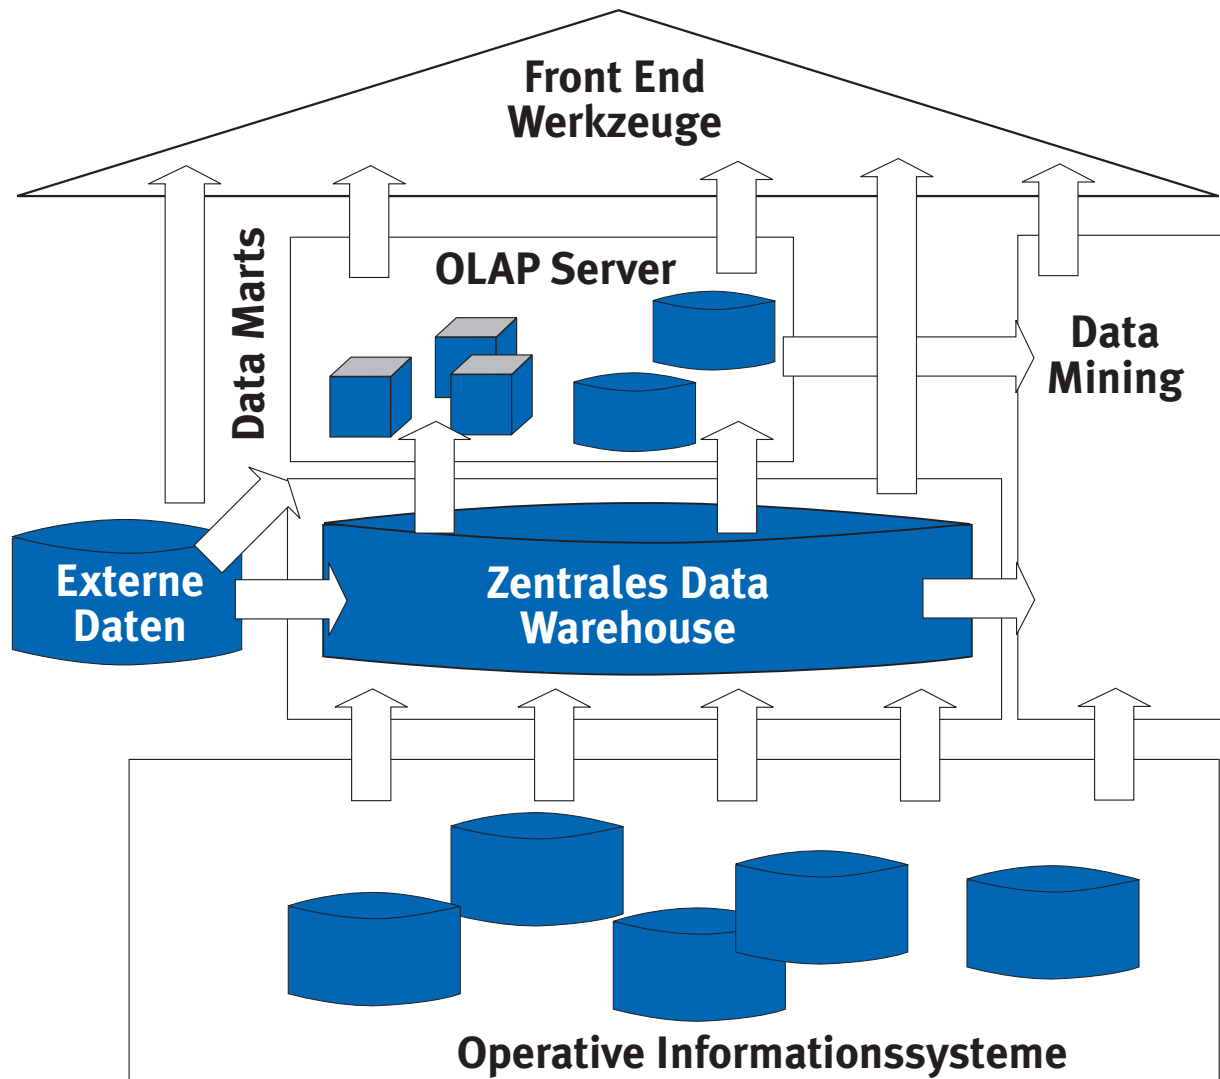 Front End
Werkzeuge
Data Marts
OLAP Server
Data
Mining
Externe
Daten
Zentrales Data
Warehouse
Operative Informationssysteme